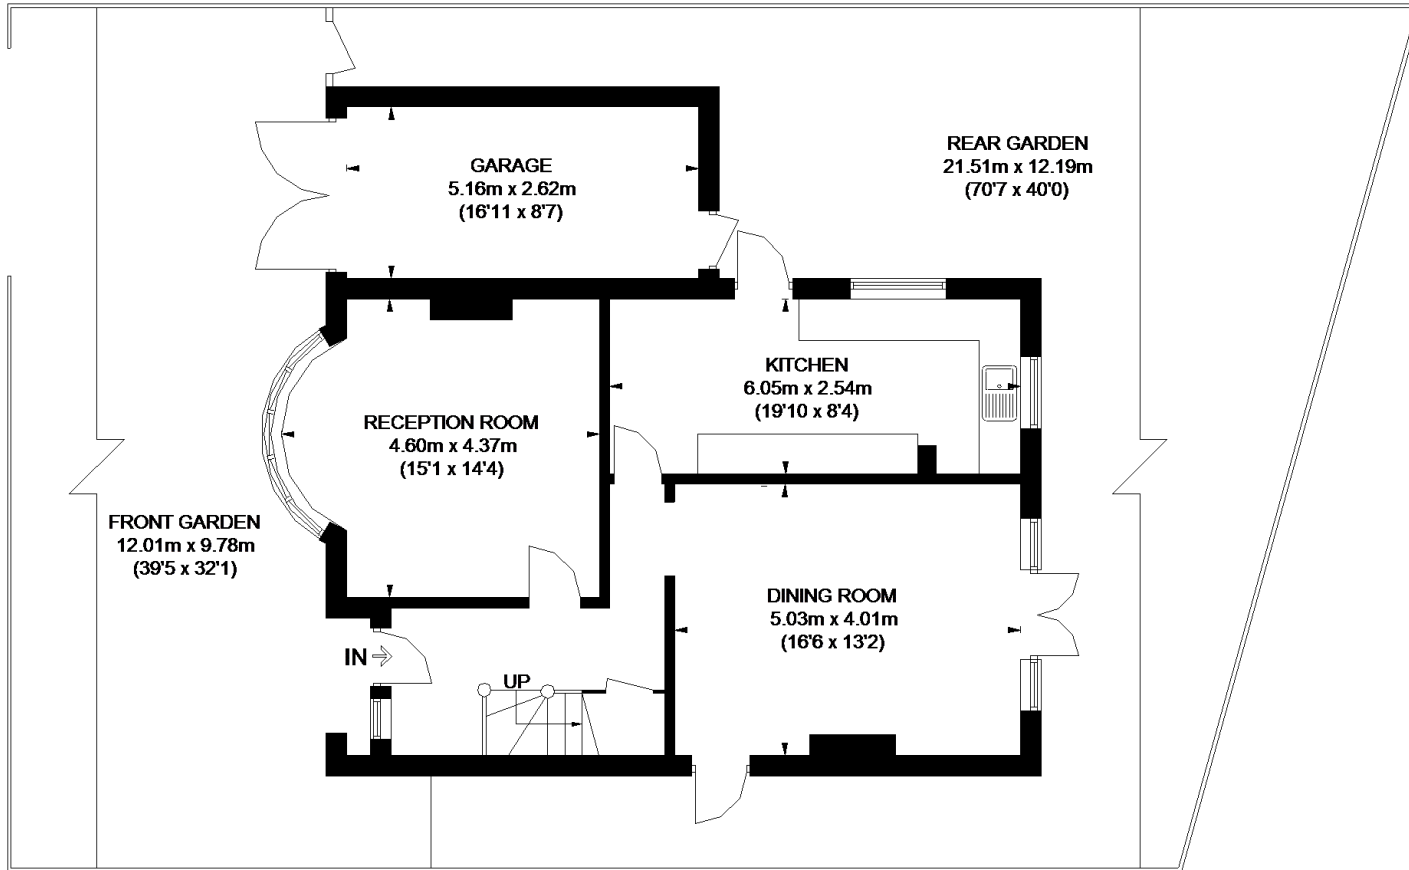 GARAGE
5.16m x 2.62m
(16'11 x 8'7)
REAR GARDEN
21.51m x 12.19m
(70'7 x 40'0)
KITCHEN
6.05m x 2.54m
(19'10 x 8'4)
RECEPTION ROOM
4.60m x 4.37m
(15'1 x 14'4)
FRONT GARDEN
12.01m x 9.78m
(39'5 x 32'1)
DINING ROOM
5.03m x 4.01m
(16'6 x 13'2)
IN
UP